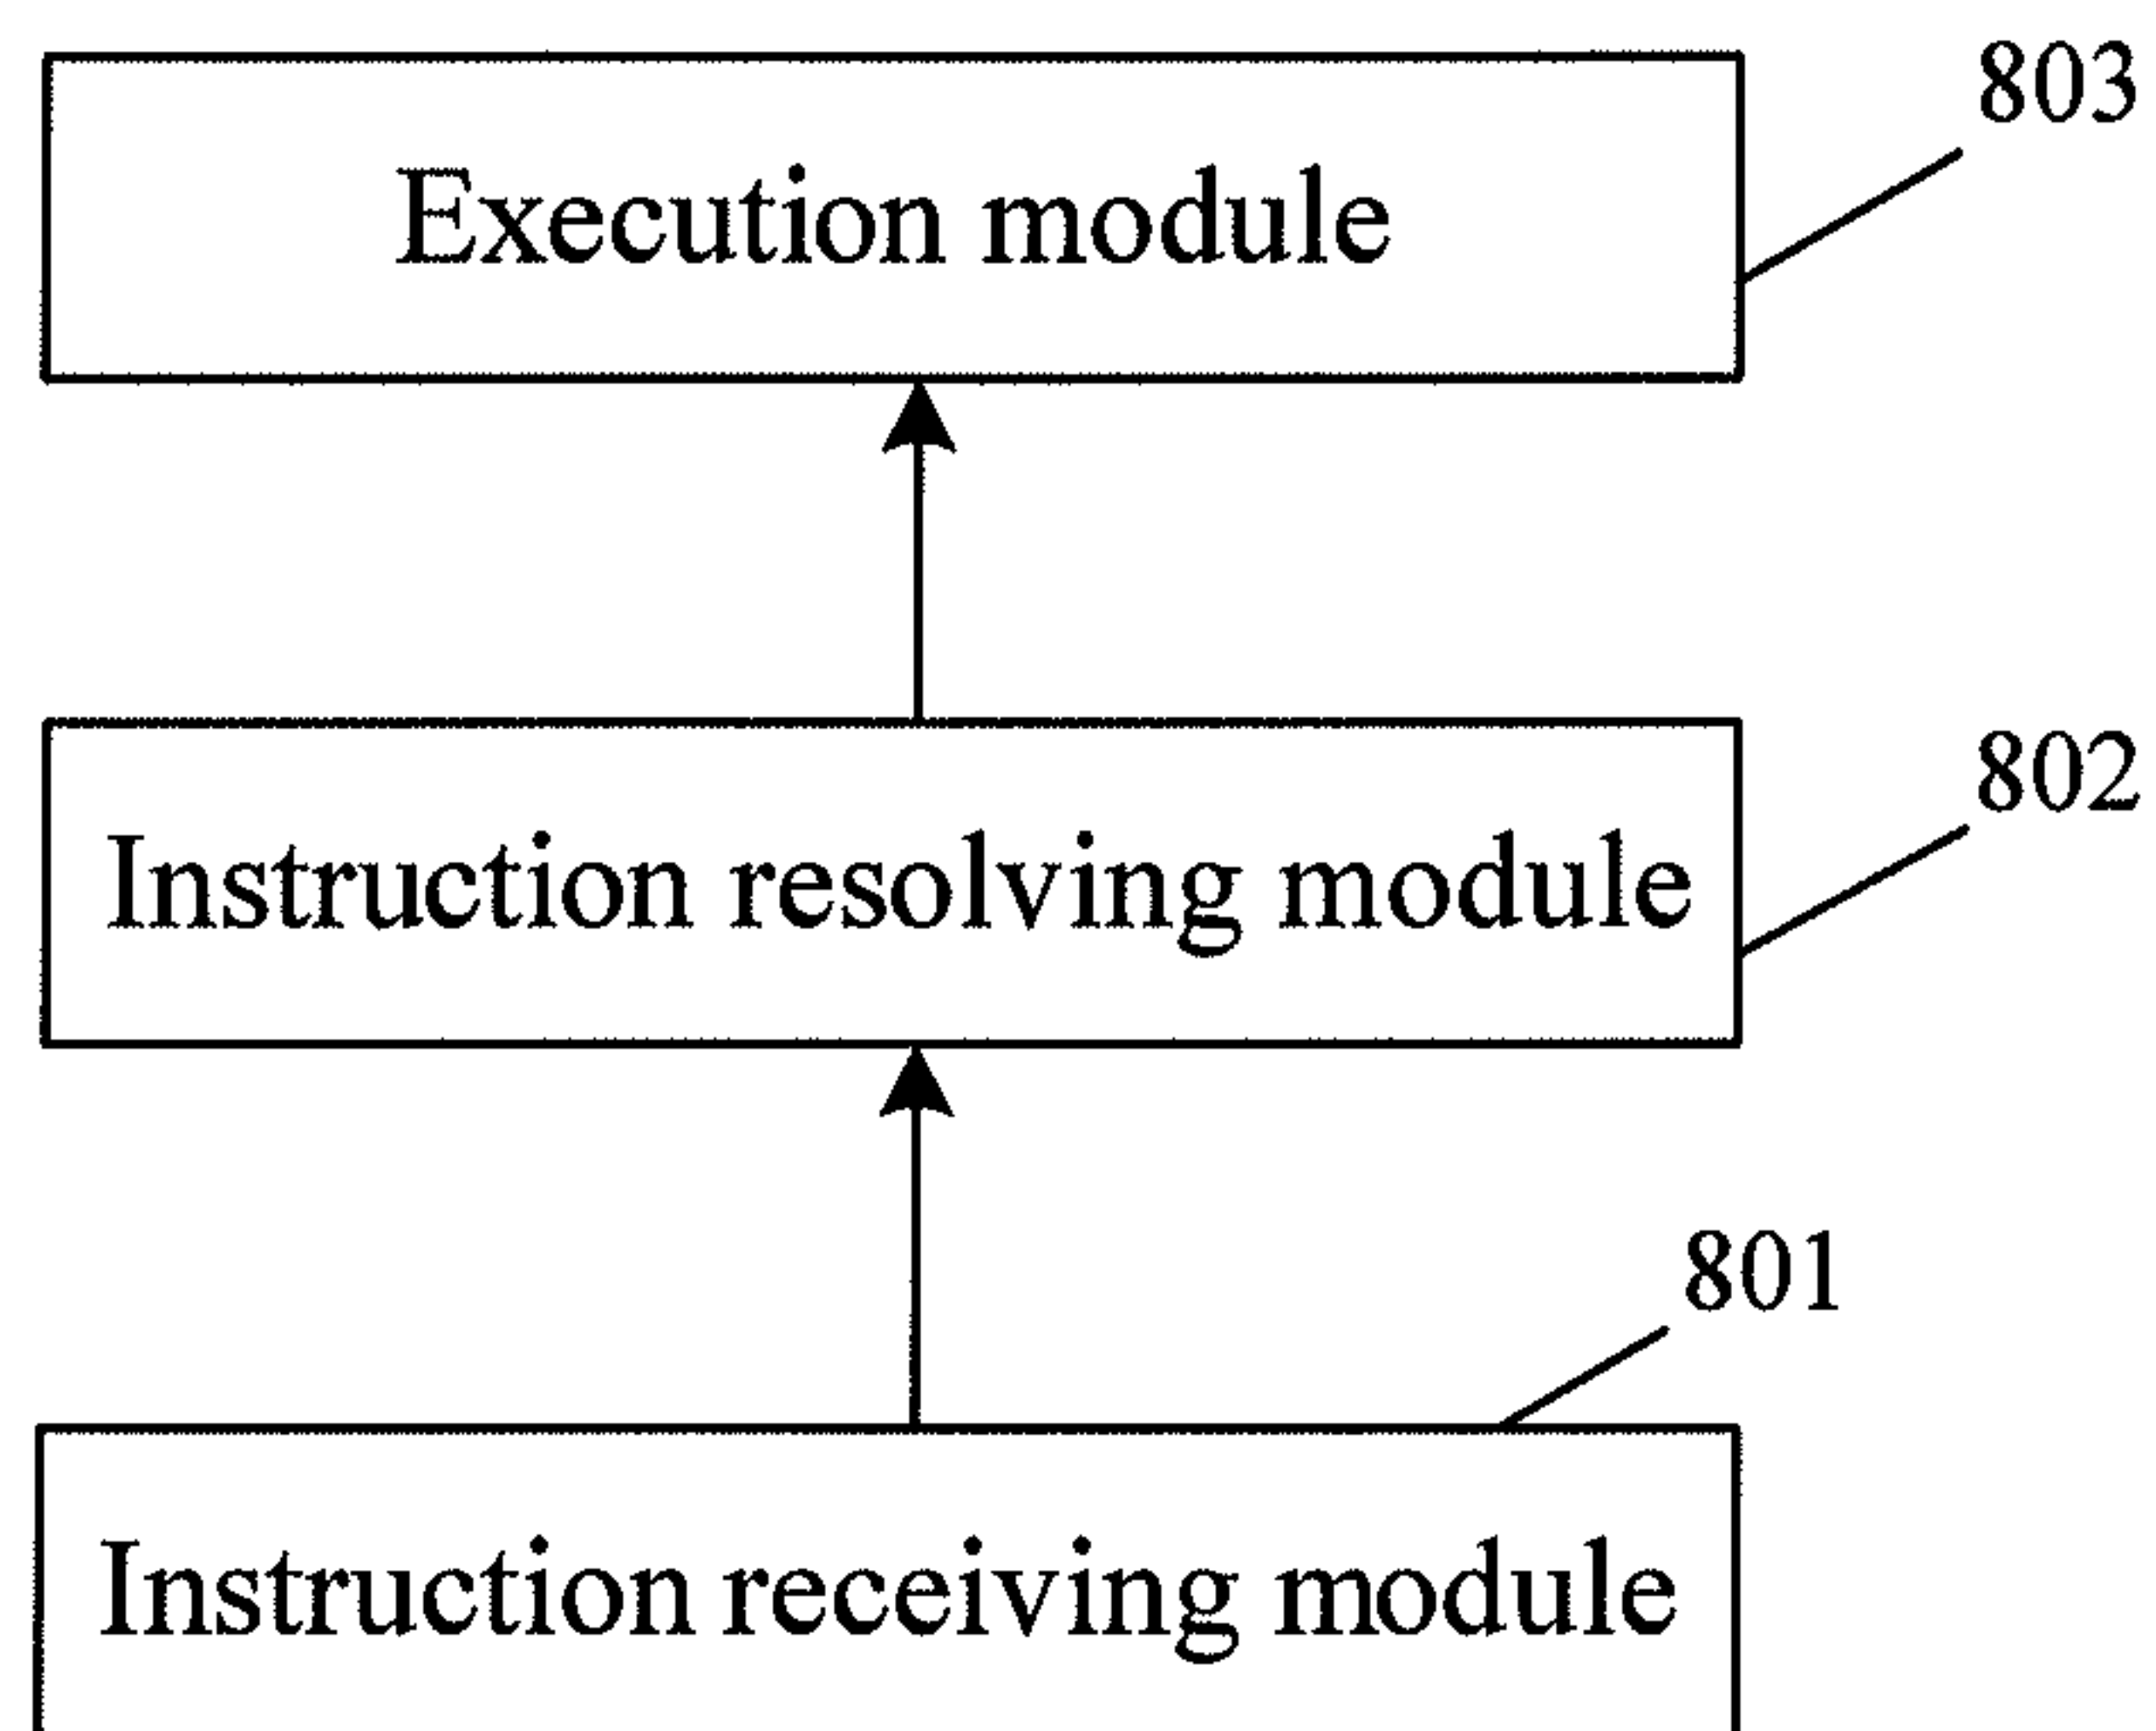 803
Execution module
802
Instruction resolving module
801
Instruction receiving module